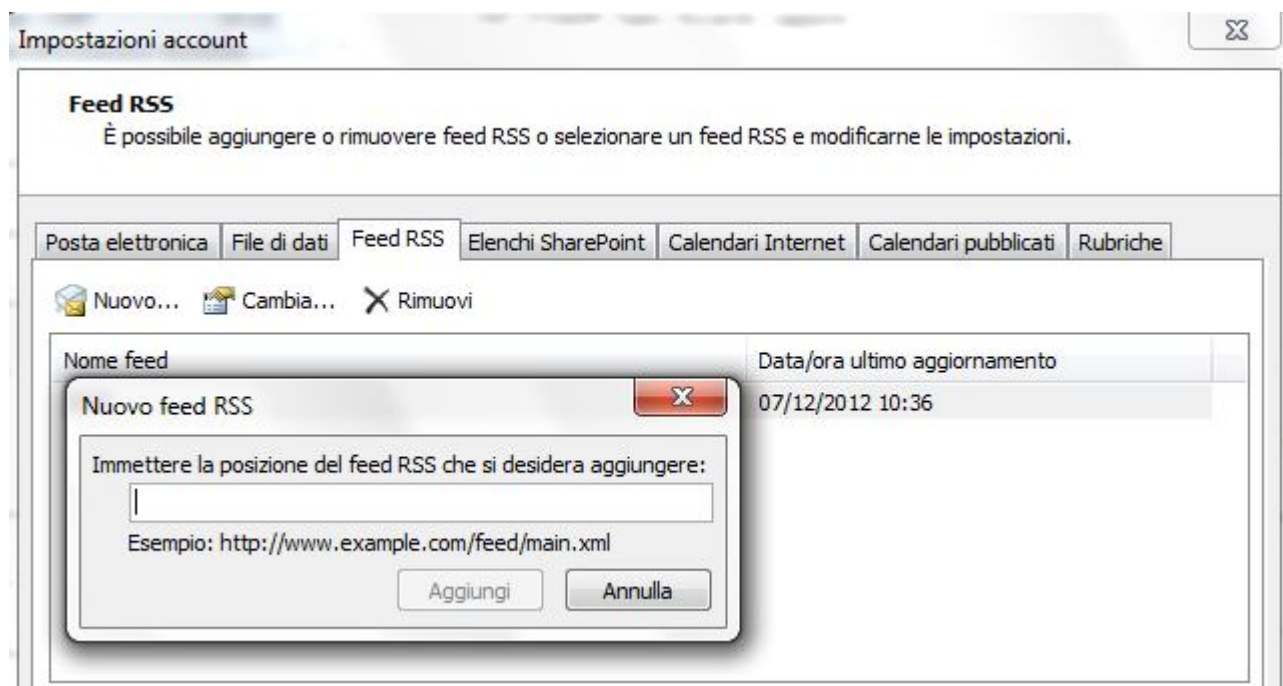 Impostazioni account
Feed RSS
È possibile aggiungere o rimuovere feed RSS o selezionare un feed RSS e modificarne le impostazioni.
Posta elettronica File di dati Feed RSS Elenchi SharePoint Calendari Internet Calendari pubblicati Rubriche
Nuovo... Cambia... Rimuovi
Nome feed Data/ora ultimo aggiornamento
07/12/2012 10:36
Nuovo feed RSS
Immettere la posizione del feed RSS che si desidera aggiungere:
Esempio: http://www.example.com/feed/main.xml
Aggiungi Annulla